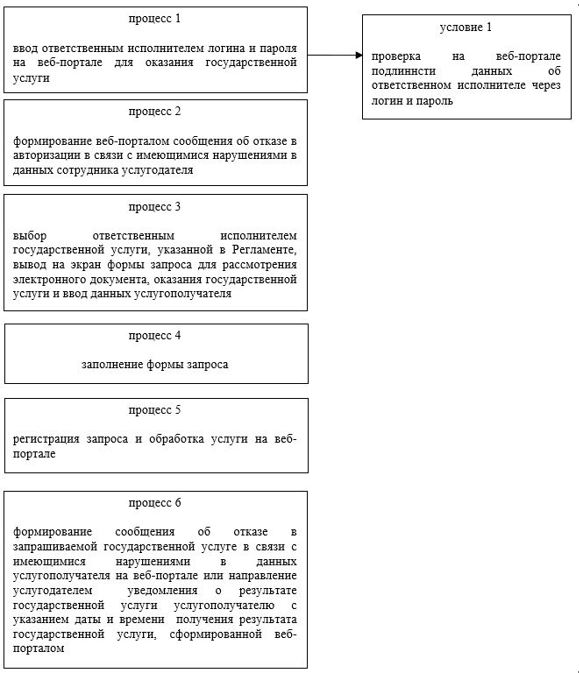 процесс 1
ввод ответственным исполнителем логина и пароля
на веб-портале для оказания государственной
услуги
условие 1
проверка на веб-портале
подлиннсти данных об
ответственном исполнителе через
логин и пароль
процесс 2
формирование веб-порталом сообщения об отказе в
авторизации в связи с имеющимися нарушениями в
данных сотрудника услугодателя
процесс 3
выбор ответственным исполнителем
государственной услуги, указанной в Регламенте,
вывод на экран формы запроса для рассмотрения
электронного документа, оказания государственной
услуги и ввод данных услугополучателя
процесс 4
заполнение формы запроса
процесс 5
регистрация запроса и обработка услуги на веб-
портале
процесс 6
формирование сообщения об отказе в
запрашиваемой государственной услуге в связи с
имеющимися нарушениями в данных
услугополучателя на веб-портале или направление
услугодателем уведомления о результате
государственной услуги услугополучателю с
указанием даты и времени получения результата
государственной услуги, сформированной веб-
порталом